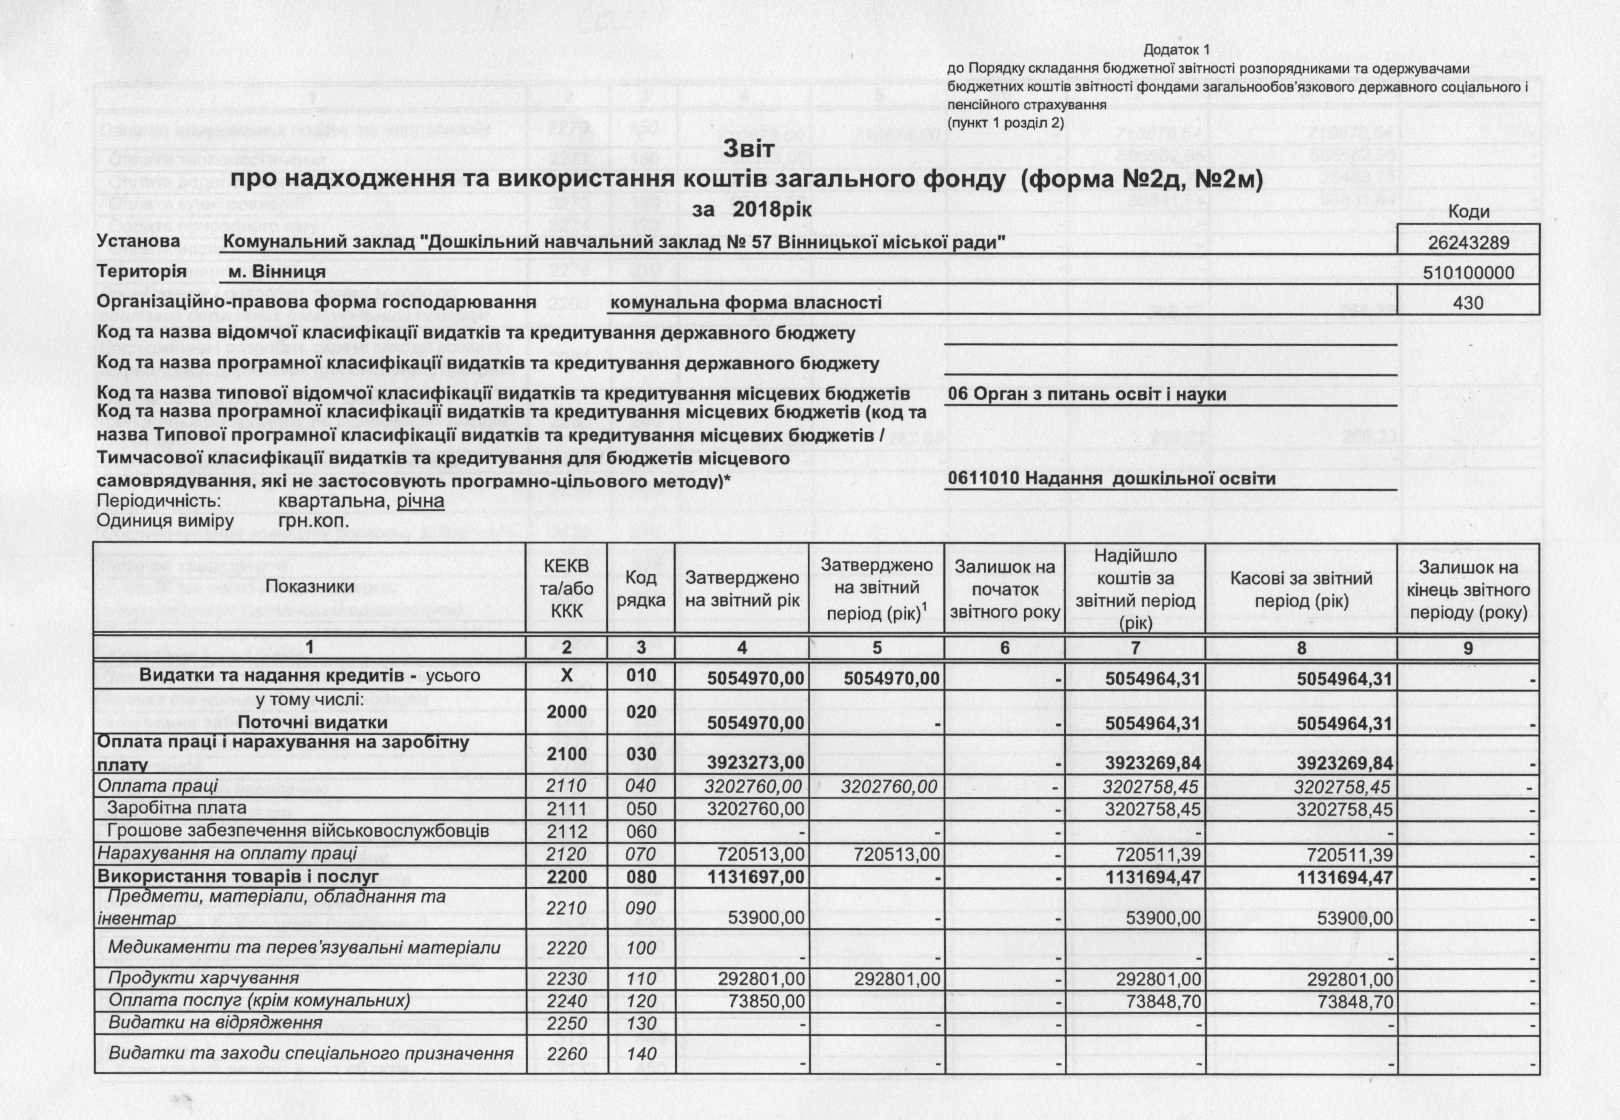 Додаток 1
до Порядку складання бюджетної звітності розпорядниками та одержувачами
бюджетних коштів звітності фондами загальнообов'язкового державного соціального і
пенсійного страхування
(пункт 1 розділ 2)
Звіт
про надходження та використання коштів загального фонду (форма №2д, №2м)
за 2018рік
Коди
Установа Комунальний заклад "Дошкільний навчальний заклад № 57 Вінницької міської ради" 26243289
Територія м. Вінниця 510100000
Організаційно-правова форма господарювання комунальна форма власності 430
Код та назва відомчої класифікації видатків та кредитування державного бюджету
Код та назва програмної класифікації видатків та кредитування державного бюджету
Код та назва типової відомчої класифікації видатків та кредитування місцевих бюджетів 06 Орган з питань освіт і науки
Код та назва програмної класифікації видатків та кредитування місцевих бюджетів (код та
назва Типової програмної класифікації видатків та кредитування місцевих бюджетів /
Тимчасової класифікації видатків та кредитування для бюджетів місцевого
самоврядування, які не застосовують програмно-цільового методу)* 0611010 Надання дошкільної освіти
Періодичність: квартальна, річна
Одиниця виміру грн.коп.
Показники
КЕКВ
та/або
ККК
Код
рядка
Затверджено
на звітний рік
Затверджено
на звітний
період (рік)1
Залишок на
початок
звітного року
Надійшло
коштів за
звітний період
(рік)
Касові за звітний
період (рік)
Залишок на
кінець звітного
періоду (року)
1 2 3 4 5 6 7 8 9
Видатки та надання кредитів - усього Х 010 5054970,00 5054970,00 - 5054964,31 5054964,31 -
у тому числі:
Поточні видатки 2000 020 5054970,00 - - 5054964,31 5054964,31 -
Оплата праці і нарахування на заробітну
плату 2100 030 3923273,00 - 3923269,84 3923269,84 -
Оплата праці 2110 040 3202760,00 3202760,00 - 3202758,45 3202758,45 -
Заробітна плата 2111 050 3202760,00 - 3202758,45 3202758,45 -
Грошове забезпечення військовослужбовців 2112 060 - - - - - -
Нарахування на оплату праці 2120 070 720513,00 720513,00 - 720511,39 720511,39 -
Використання товарів і послуг 2200 080 1131697,00 - - 1131694,47 1131694,47 -
Предмети, матеріали, обладнання та
інвентар 2210 090 53900,00 - - 53900,00 53900,00 -
Медикаменти та перев'язувальні матеріали 2220 100 - - - - - -
Продукти харчування 2230 110 292801,00 292801,00 - 292801,00 292801,00 -
Оплата послуг (крім комунальних) 2240 120 73850,00 - 73848,70 73848,70 -
Видатки на відрядження 2250 130 - - - - - -
Видатки та заходи спеціального призначення 2260 140 - - - - - -